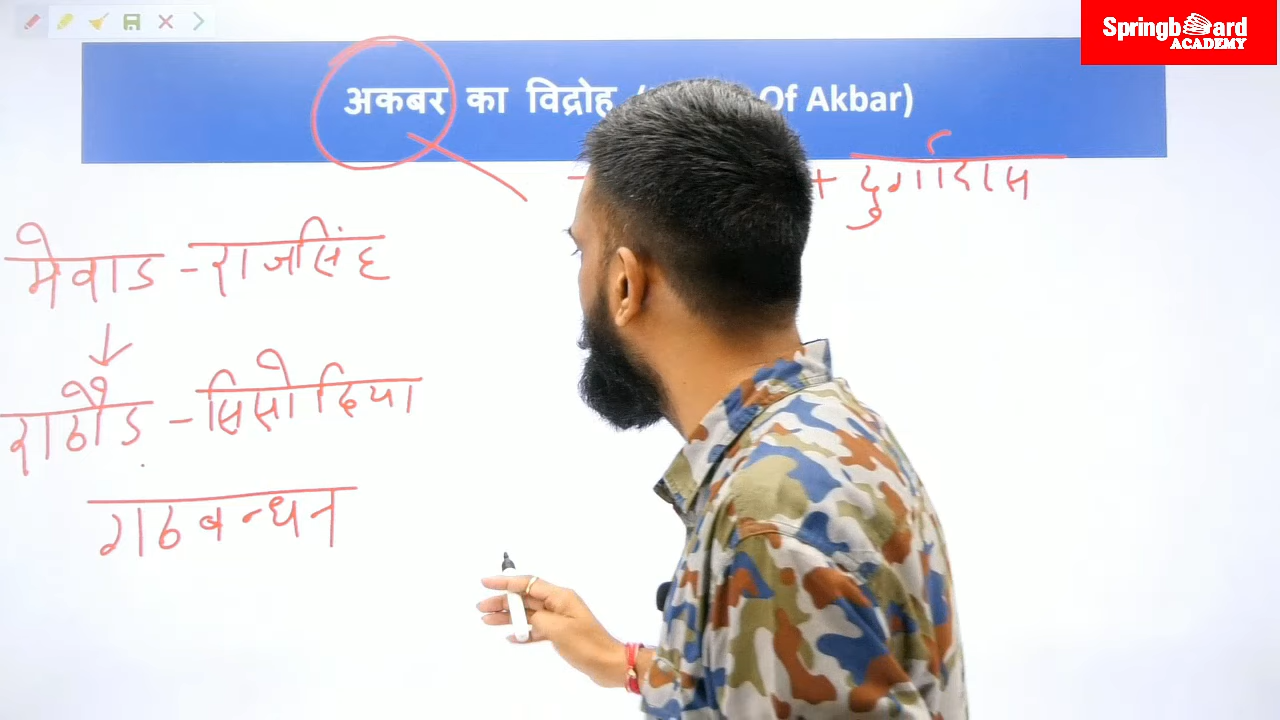 Springboard
ACADEMY
अकबर का विद्रोह Of Akbar)
+ दुर्गादास
मेवाड - राजसिंह
राठौड - सिसोदिया
गठबन्धन